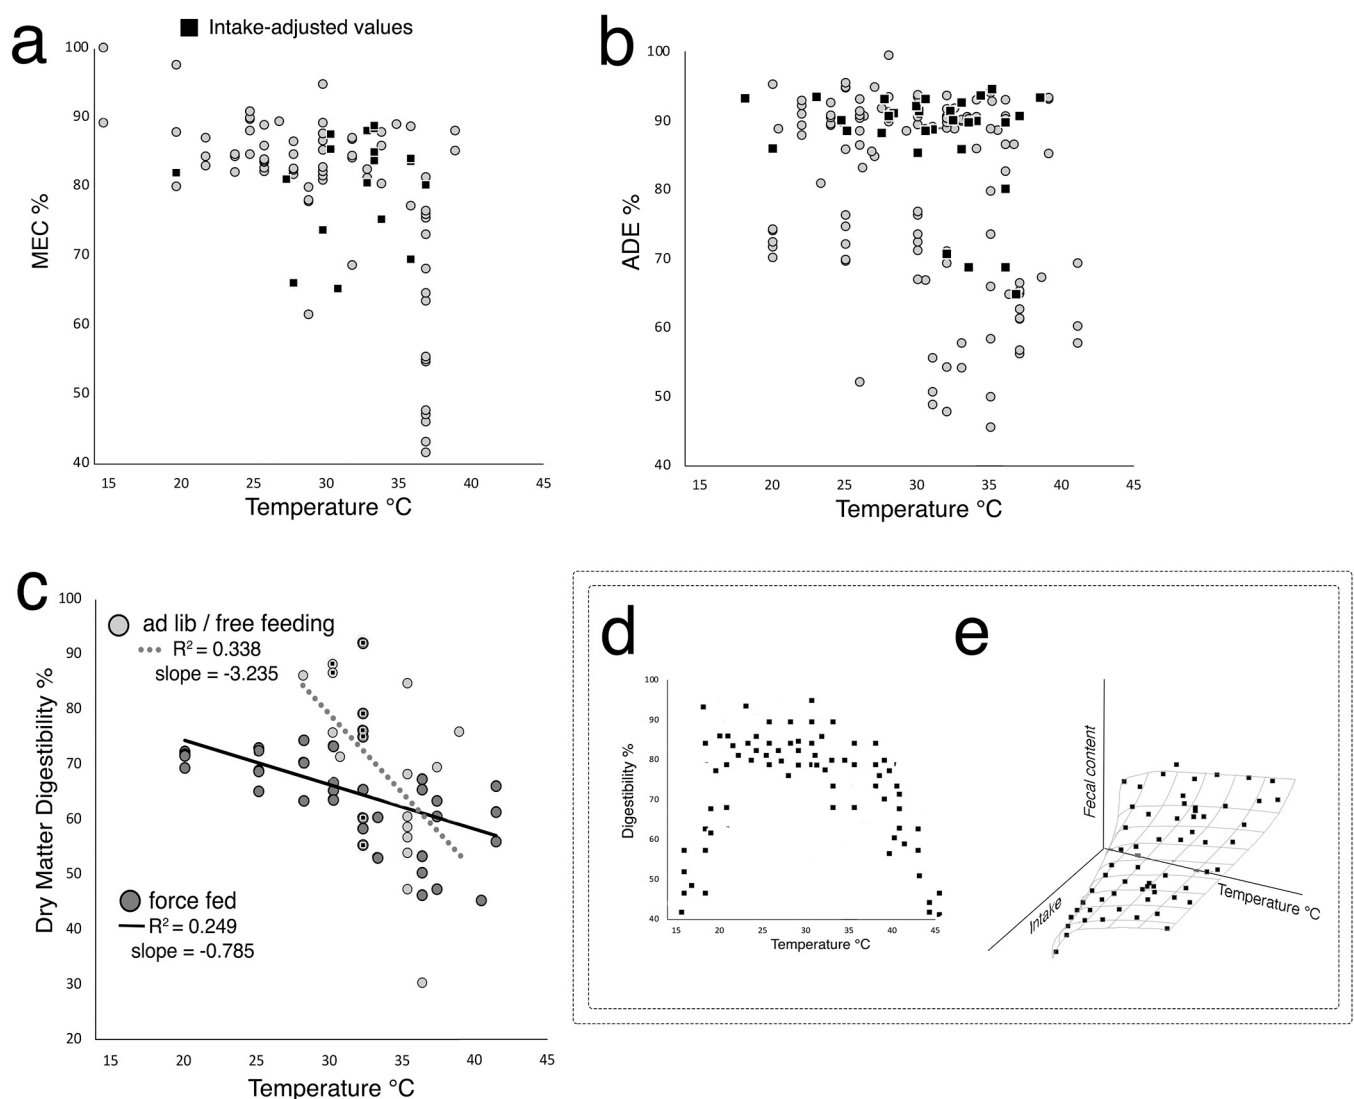 a
Intake-adjusted values
MEC %
100
90
80
70
60
50
40
15 20 25 30 35 40 45
Temperature °C
b
ADE %
100
90
80
70
60
50
40
15 20 25 30 35 40 45
Temperature °C
c
Dry Matter Digestibility %
100
90
80
70
60
50
40
30
20
ad lib / free feeding
R² = 0.338
slope = -3.235
force fed
R² = 0.249
slope = -0.785
15 20 25 30 35 40 45
Temperature °C
d
Digestibility %
100
90
80
70
60
50
40
15 20 25 30 35 40 45
Temperature °C
e
Fecal content
Intake
Temperature °C